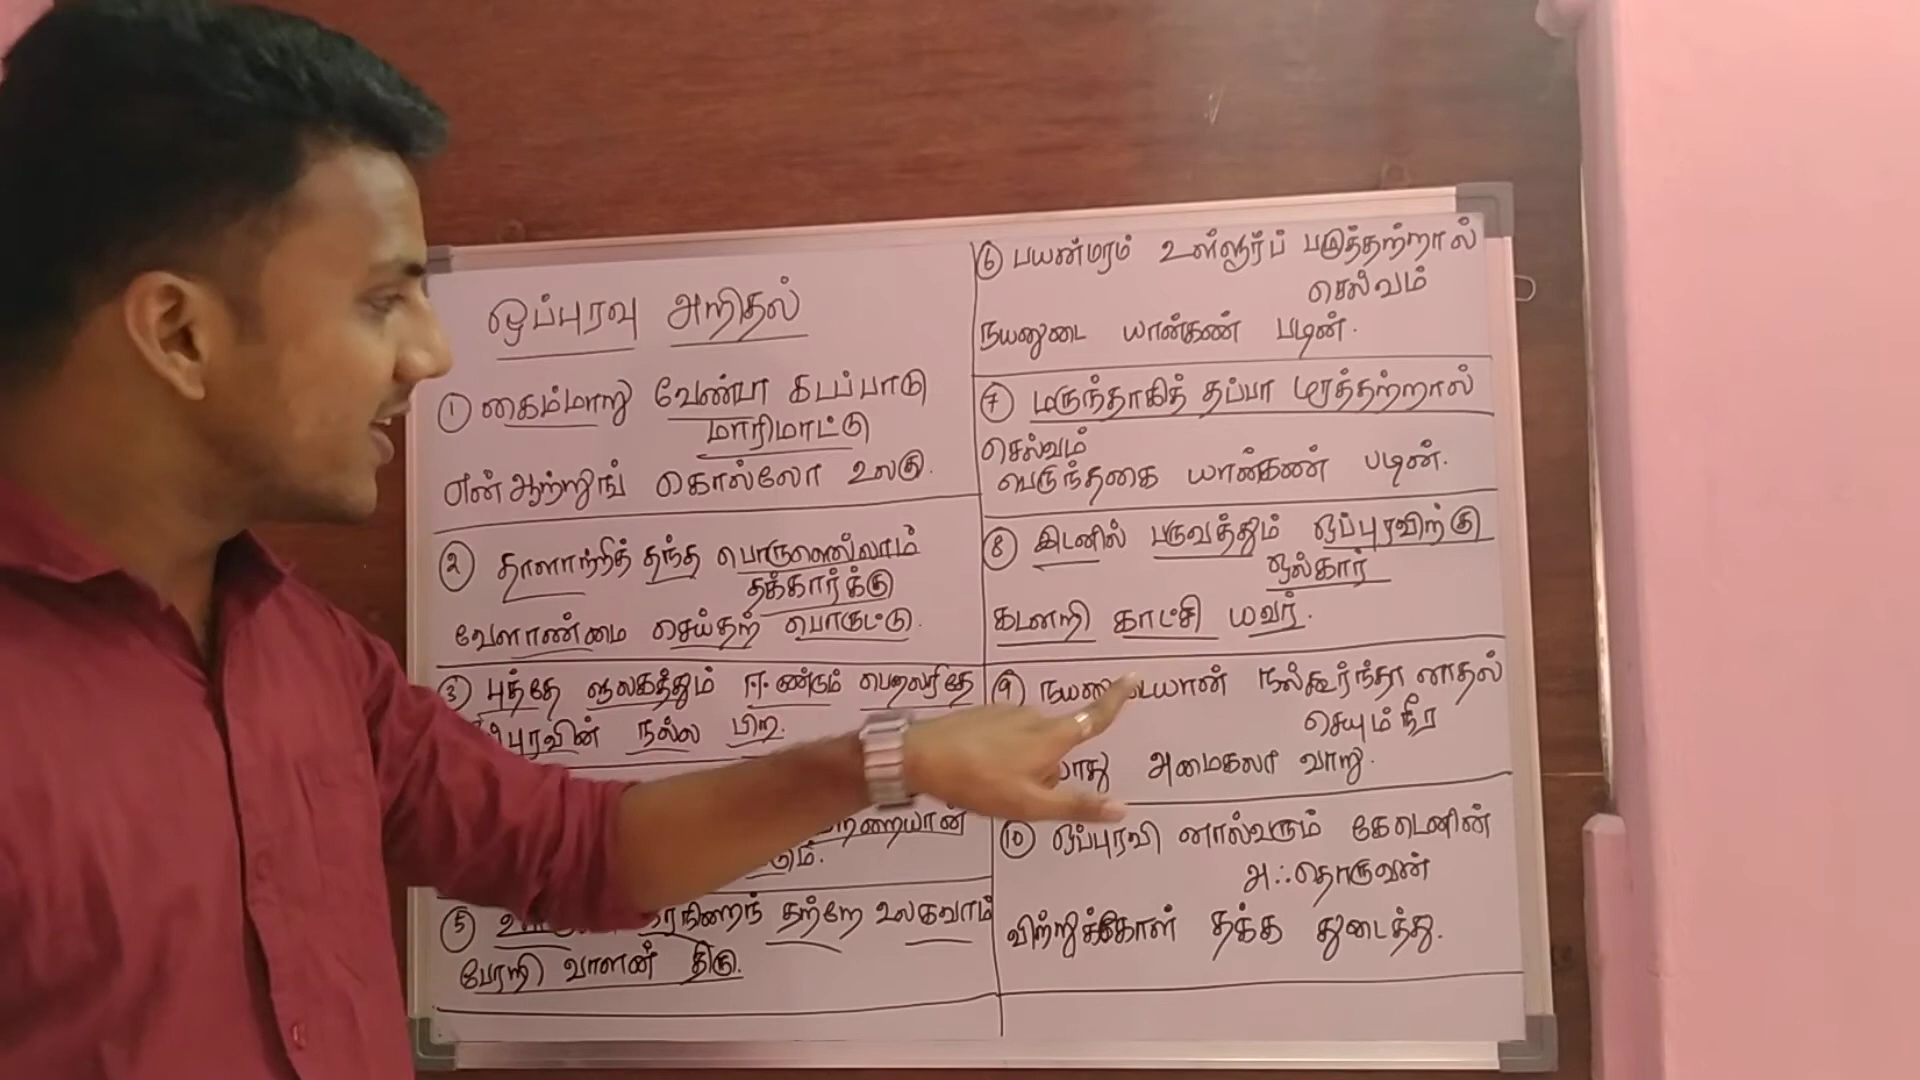 ஒப்புரவு அறிதல்
① கைம்மாறு வேண்டா கடப்பாடு
மாரிமாட்டு
என்ஆற்றுங் கொல்லோ உலகு.
② தாளாற்றித் தந்த பொருளெல்லாம்
தக்கார்க்கு
வேளாண்மை செய்தற் பொருட்டு.
③ புத்தே ளுலகத்தும் ஈண்டும் பெறலரிதே
புரவின் நல்ல பிற.
⑤ தற்றே உலகவாம்
பேரறி வாளன் திரு.
⑥ பயன்மரம் உள்ளூர்ப் பழுத்தற்றால்
செல்வம்
நயனுடை யான்கண் படின்.
⑦ மருந்தாகித் தப்பா மரத்தற்றால்
செல்வம்
பெருந்தகை யான்கண் படின்.
⑧ இடனில் பருவத்தும் ஒப்புரவிற்கு
ஒல்கார்
கடனறி காட்சி யவர்.
⑨ நல்கூர்ந்தா னாதல்
செயும்நீர
அமைகலா வாறு.
⑩ ஒப்புரவி னால்வரும் கேடெனின்
அஃதொருவன்
விற்றுக்கோள் தக்க துடைத்து.